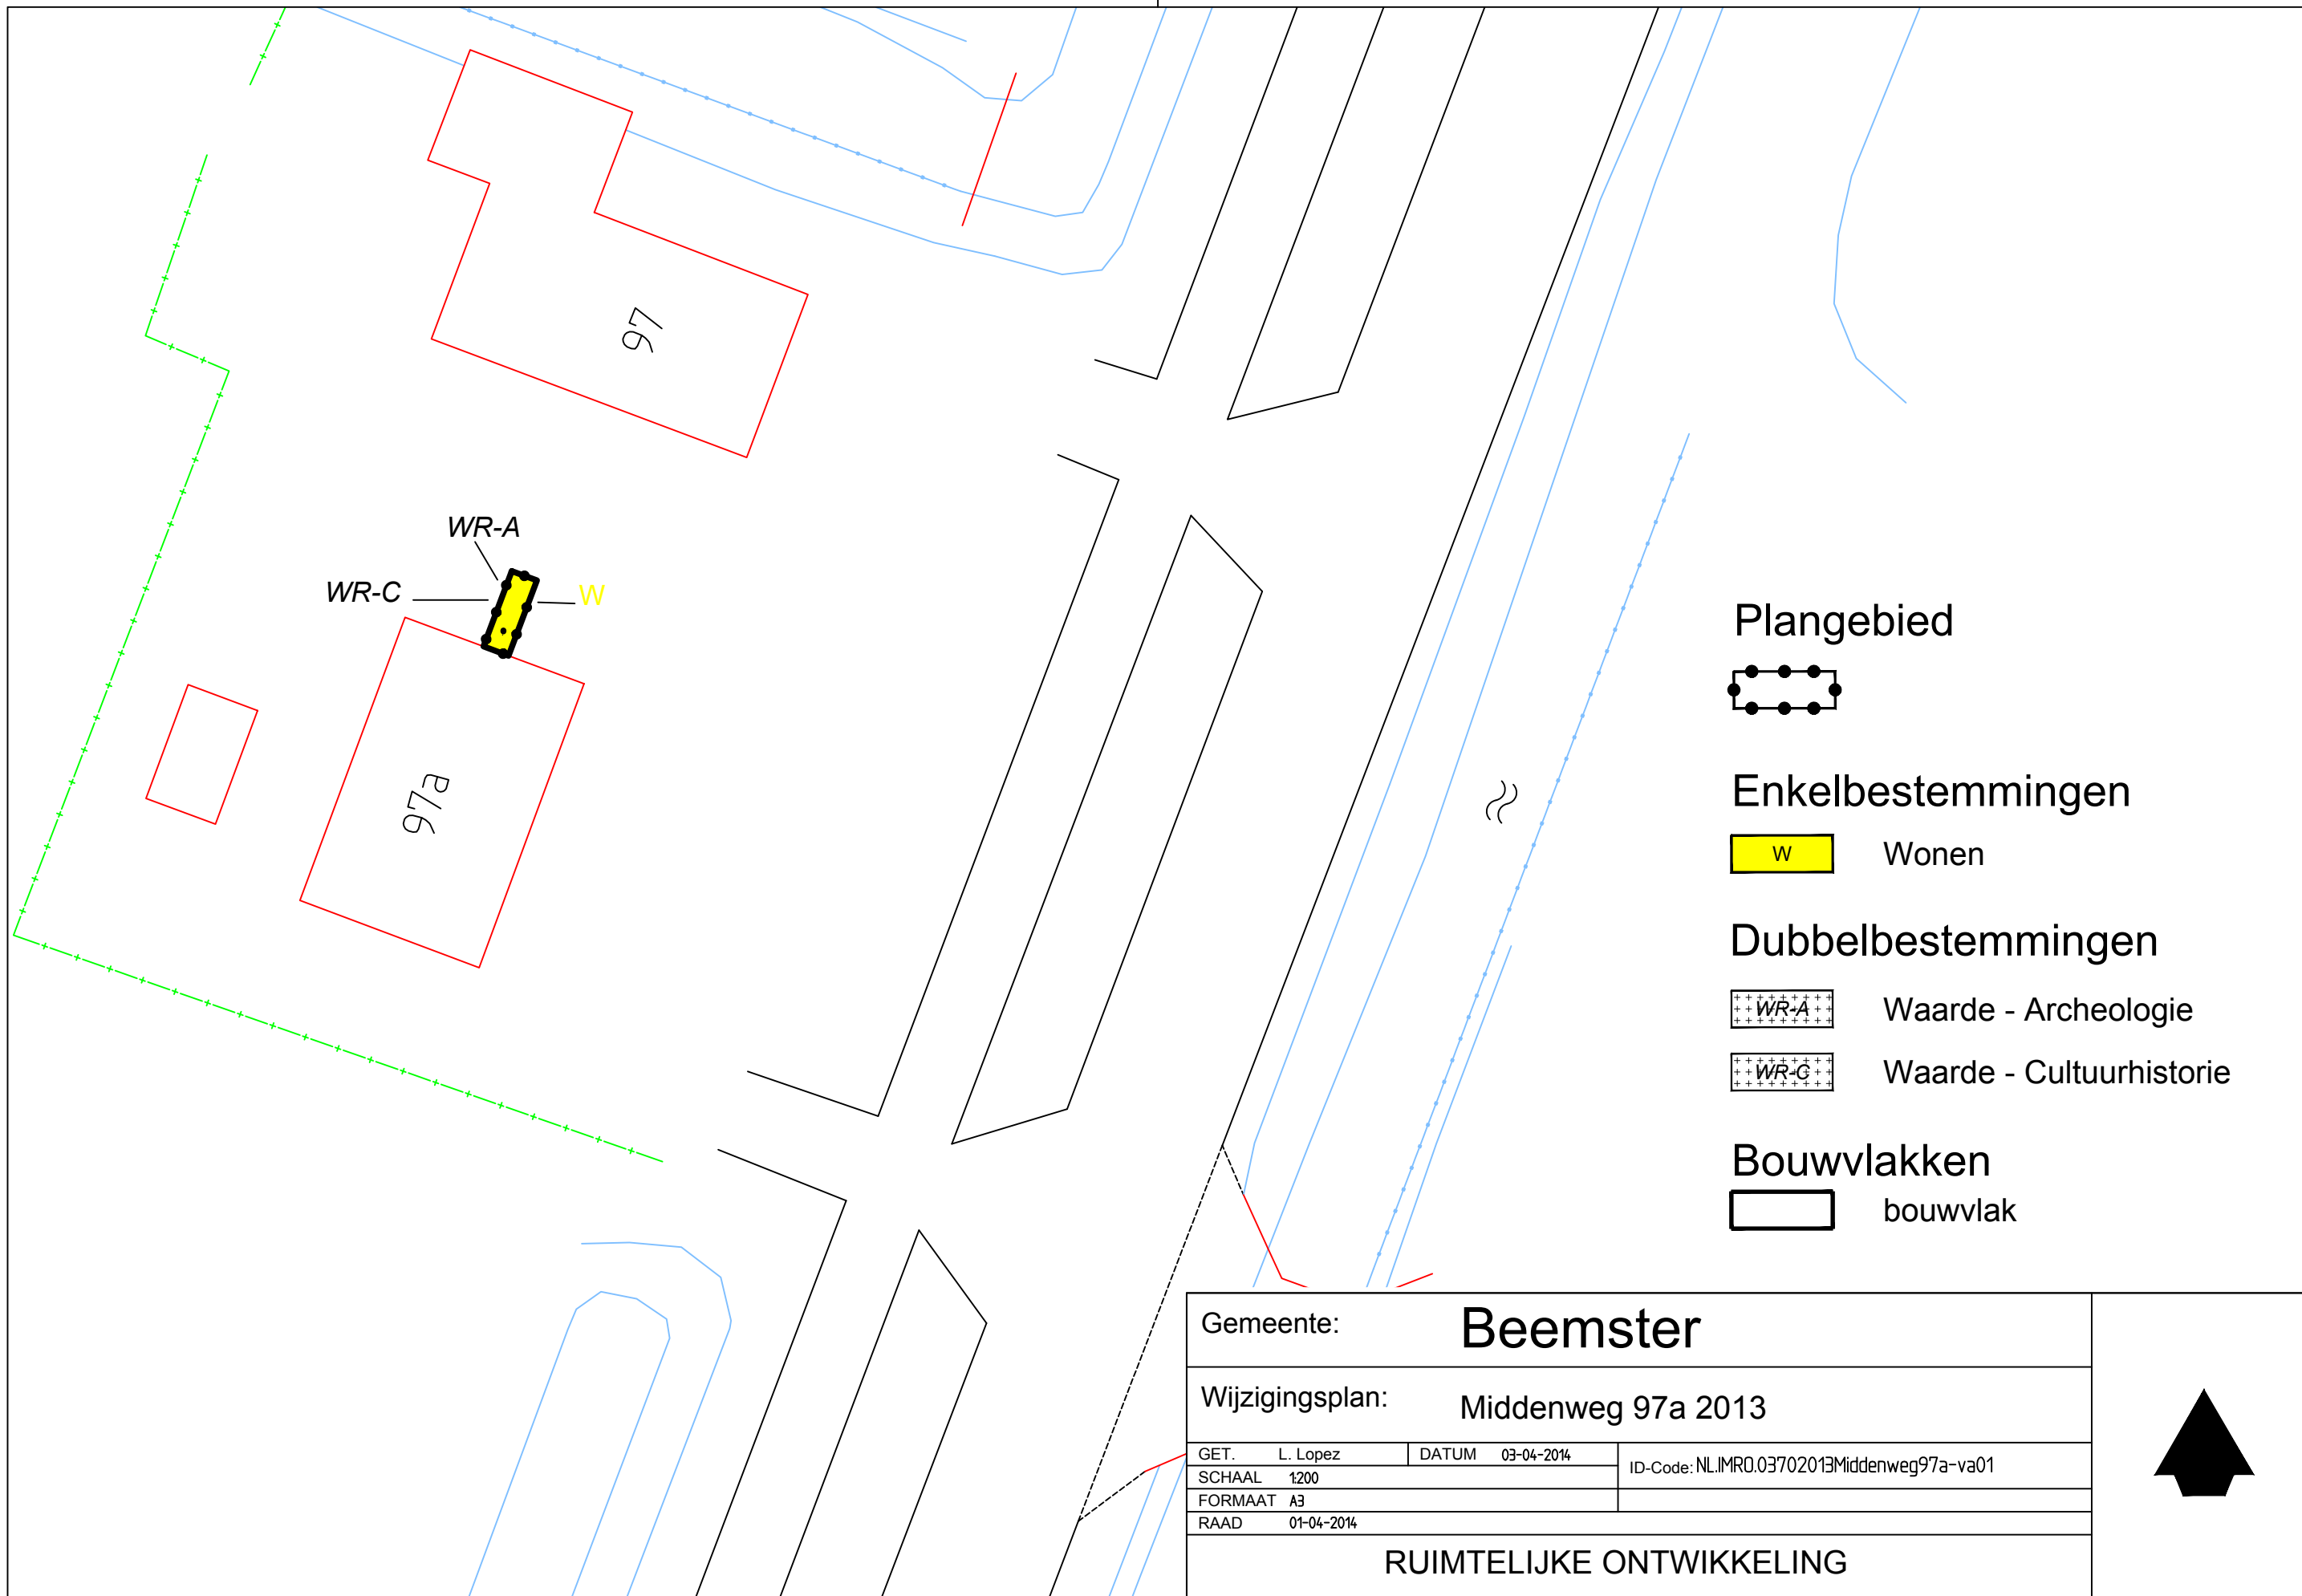 97
WR-A
WR-C
W
97a
Plangebied
Enkelbestemmingen
W Wonen
Dubbelbestemmingen
WR-A Waarde - Archeologie
WR-C Waarde - Cultuurhistorie
Bouwvlakken
bouwvlak
Gemeente: Beemster
Wijzigingsplan: Middenweg 97a 2013
GET. L. Lopez DATUM 03-04-2014 ID-Code: NL.IMRO.03702013Middenweg97a-va01
SCHAAL 1:200
FORMAAT A3
RAAD 01-04-2014
RUIMTELIJKE ONTWIKKELING